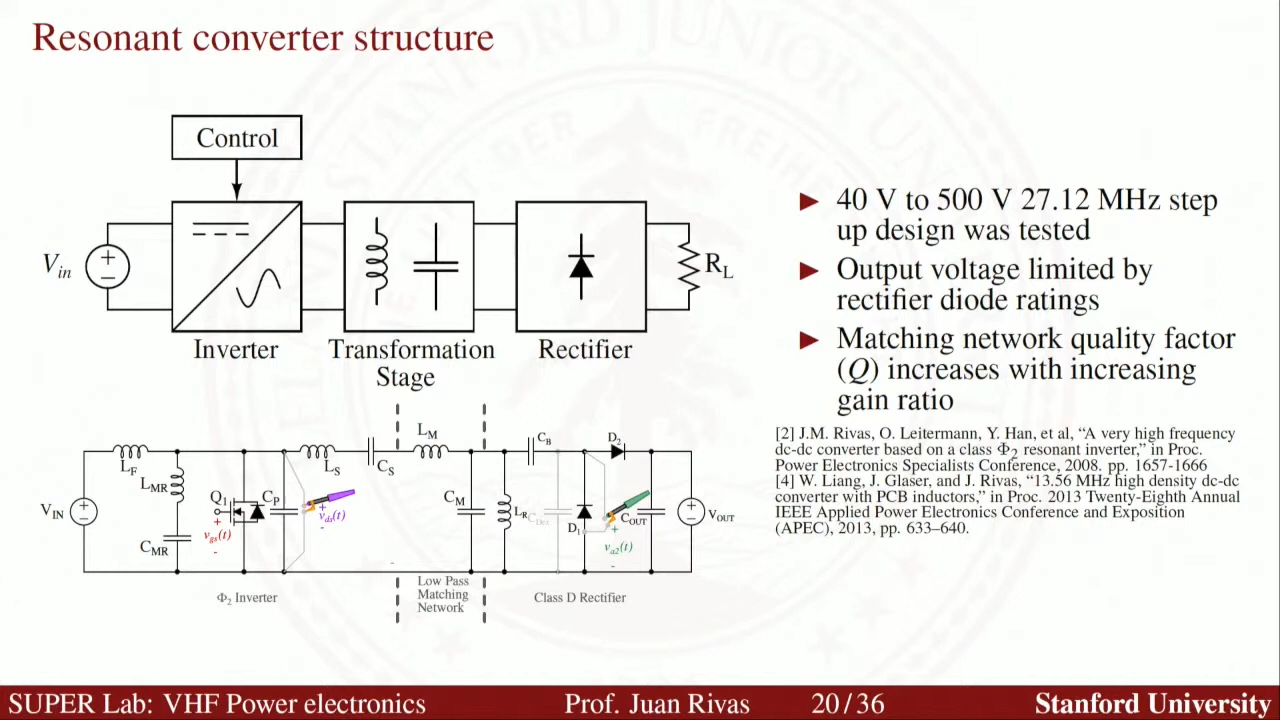 Resonant converter structure
Control
V_in
R_L
Inverter
Transformation
Stage
Rectifier
► 40 V to 500 V 27.12 MHz step
up design was tested
► Output voltage limited by
rectifier diode ratings
► Matching network quality factor
(Q) increases with increasing
gain ratio
[2] J.M. Rivas, O. Leitermann, Y. Han, et al, “A very high frequency
dc-dc converter based on a class Φ2 resonant inverter,” in Proc.
Power Electronics Specialists Conference, 2008. pp. 1657-1666
[4] W. Liang, J. Glaser, and J. Rivas, “13.56 MHz high density dc-dc
converter with PCB inductors,” in Proc. 2013 Twenty-Eighth Annual
IEEE Applied Power Electronics Conference and Exposition
(APEC), 2013, pp. 633–640.
L_F
L_MR
C_MR
V_IN
Q_1
C_P
v_gs(t)
v_ds(t)
L_S
C_S
L_M
C_M
L_R
C_B
D_2
D_1
C_OUT
v_a2(t)
V_OUT
Φ2 Inverter
Low Pass
Matching
Network
Class D Rectifier
SUPER Lab: VHF Power electronics
Prof. Juan Rivas
20 / 36
Stanford University